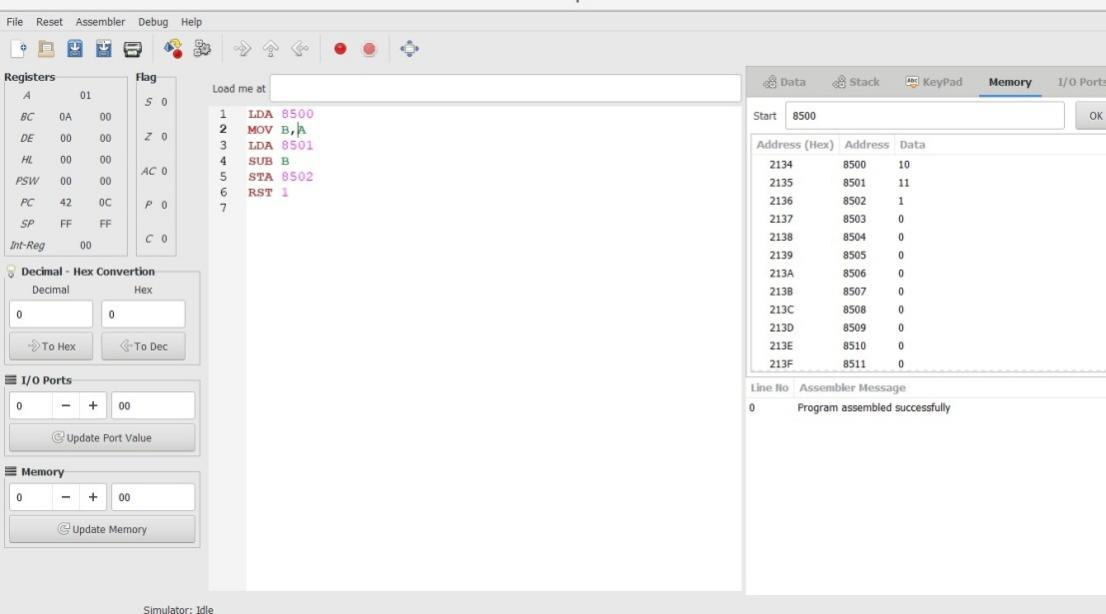 File Reset Assembler Debug Help
Registers
A 01
BC 0A 00
DE 00 00
HL 00 00
PSW 00 00
PC 42 0C
SP FF FF
Int-Reg 00
Flag
S 0
Z 0
AC 0
P 0
C 0
Decimal - Hex Convertion
Decimal Hex
0 0
To Hex To Dec
I/O Ports
0 − + 00
Update Port Value
Memory
0 − + 00
Update Memory
Load me at
1 LDA 8500
2 MOV B,A
3 LDA 8501
4 SUB B
5 STA 8502
6 RST 1
7
Data Stack Abc KeyPad Memory I/O Ports
Start 8500 OK
Address (Hex) Address Data
2134 8500 10
2135 8501 11
2136 8502 1
2137 8503 0
2138 8504 0
2139 8505 0
213A 8506 0
213B 8507 0
213C 8508 0
213D 8509 0
213E 8510 0
213F 8511 0
Line No Assembler Message
0 Program assembled successfully
Simulator: Idle